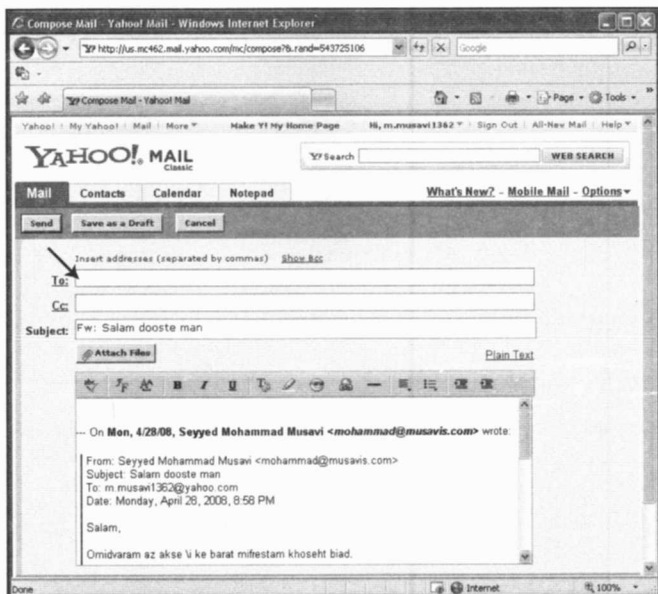 Compose Mail - Yahoo! Mail - Windows Internet Explorer
http://us.mc462.mail.yahoo.com/mc/compose?&.rand=543725106 Google
Compose Mail - Yahoo! Mail Page Tools
Yahoo! My Yahoo! Mail More Make Y! My Home Page Hi, m.musavi1362 Sign Out All-New Mail Help
YAHOO! MAIL
Classic
Y! Search WEB SEARCH
Mail Contacts Calendar Notepad What's New? - Mobile Mail - Options
Send Save as a Draft Cancel
Insert addresses (separated by commas) Show Bcc
To:
Cc:
Subject: Fw: Salam dooste man
Attach Files Plain Text
B I U
--- On Mon, 4/28/08, Seyyed Mohammad Musavi <mohammad@musavis.com> wrote:
From: Seyyed Mohammad Musavi <mohammad@musavis.com>
Subject: Salam dooste man
To: m.musavi1362@yahoo.com
Date: Monday, April 28, 2008, 8:58 PM
Salam,
Omidvaram az akse ke barat mifrestam khoseht biad.
Done Internet 100%